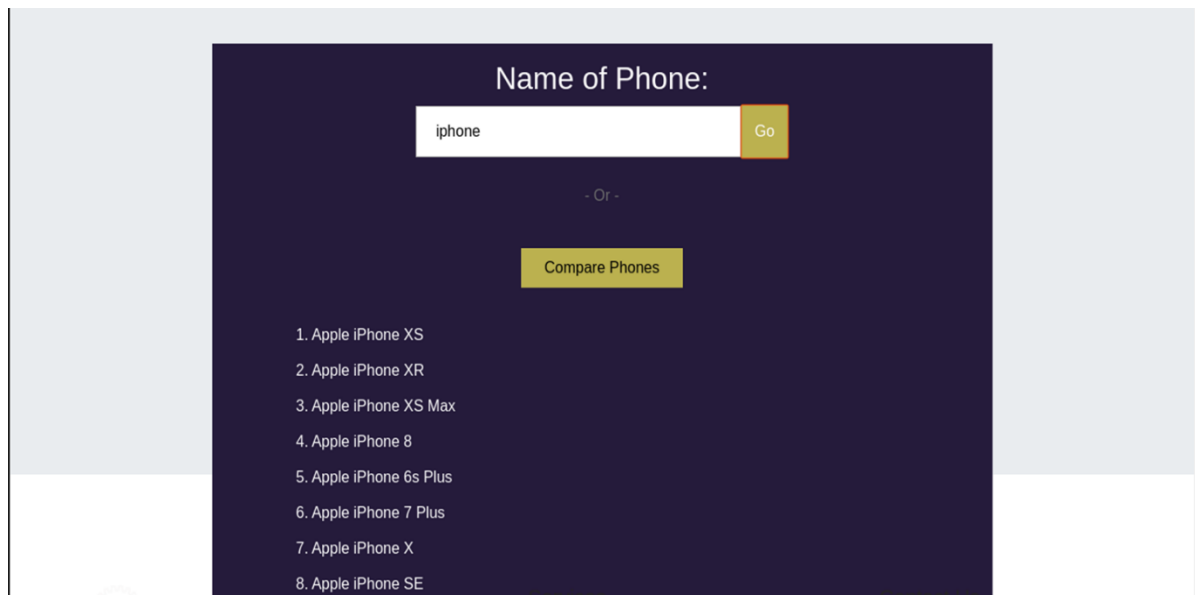 Name of Phone:
iphone Go
- Or -
Compare Phones
1. Apple iPhone XS
2. Apple iPhone XR
3. Apple iPhone XS Max
4. Apple iPhone 8
5. Apple iPhone 6s Plus
6. Apple iPhone 7 Plus
7. Apple iPhone X
8. Apple iPhone SE